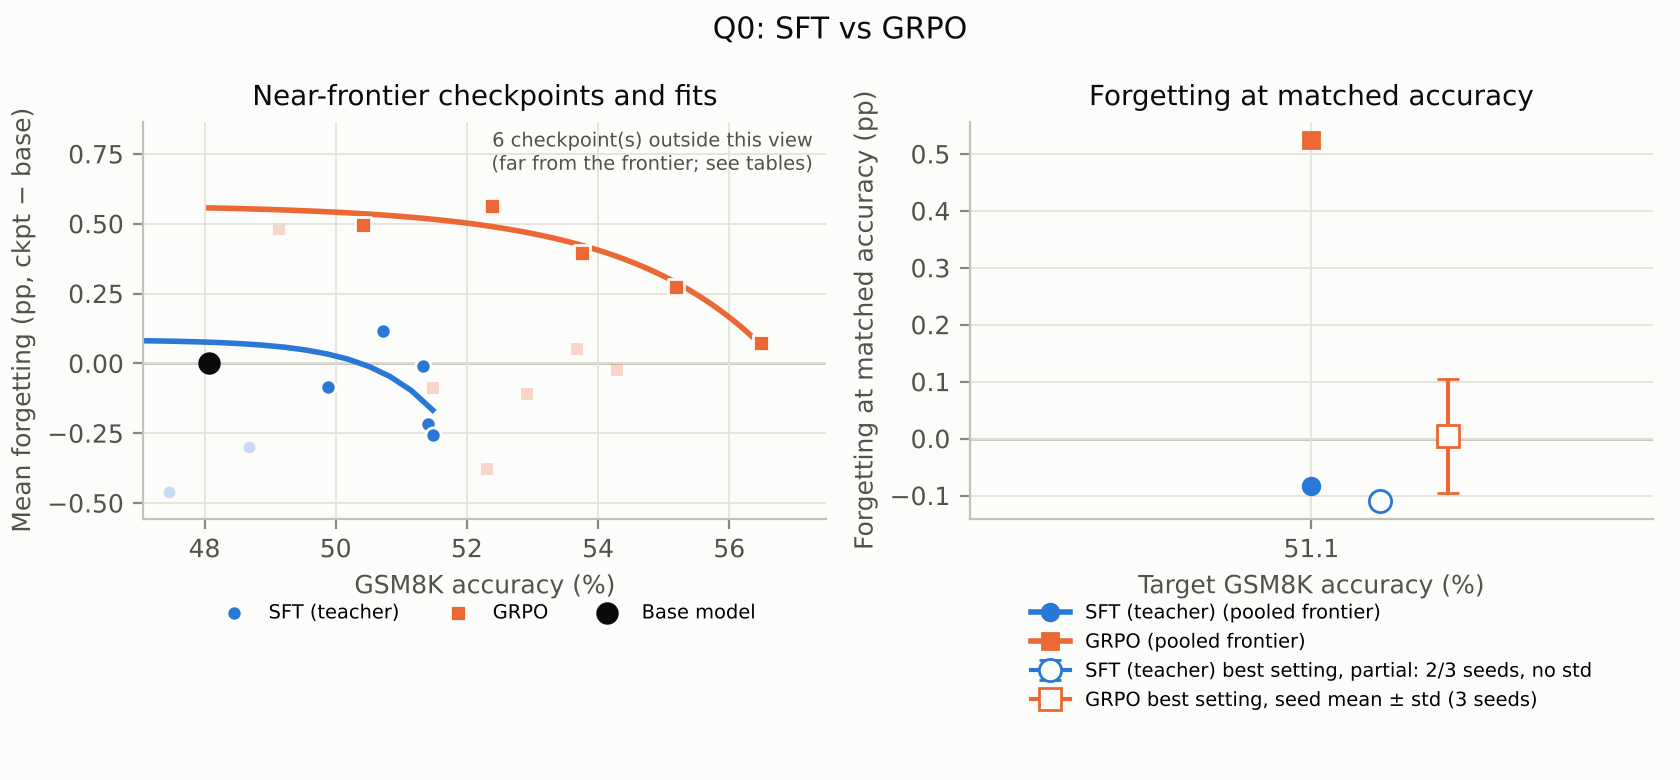 Q0: SFT vs GRPO
Near-frontier checkpoints and fits
Mean forgetting (pp, ckpt − base)
6 checkpoint(s) outside this view
(far from the frontier; see tables)
0.75
0.50
0.25
0.00
−0.25
−0.50
48
50
52
54
56
GSM8K accuracy (%)
SFT (teacher)
GRPO
Base model
Forgetting at matched accuracy
Forgetting at matched accuracy (pp)
0.5
0.4
0.3
0.2
0.1
0.0
−0.1
51.1
Target GSM8K accuracy (%)
SFT (teacher) (pooled frontier)
GRPO (pooled frontier)
SFT (teacher) best setting, partial: 2/3 seeds, no std
GRPO best setting, seed mean ± std (3 seeds)